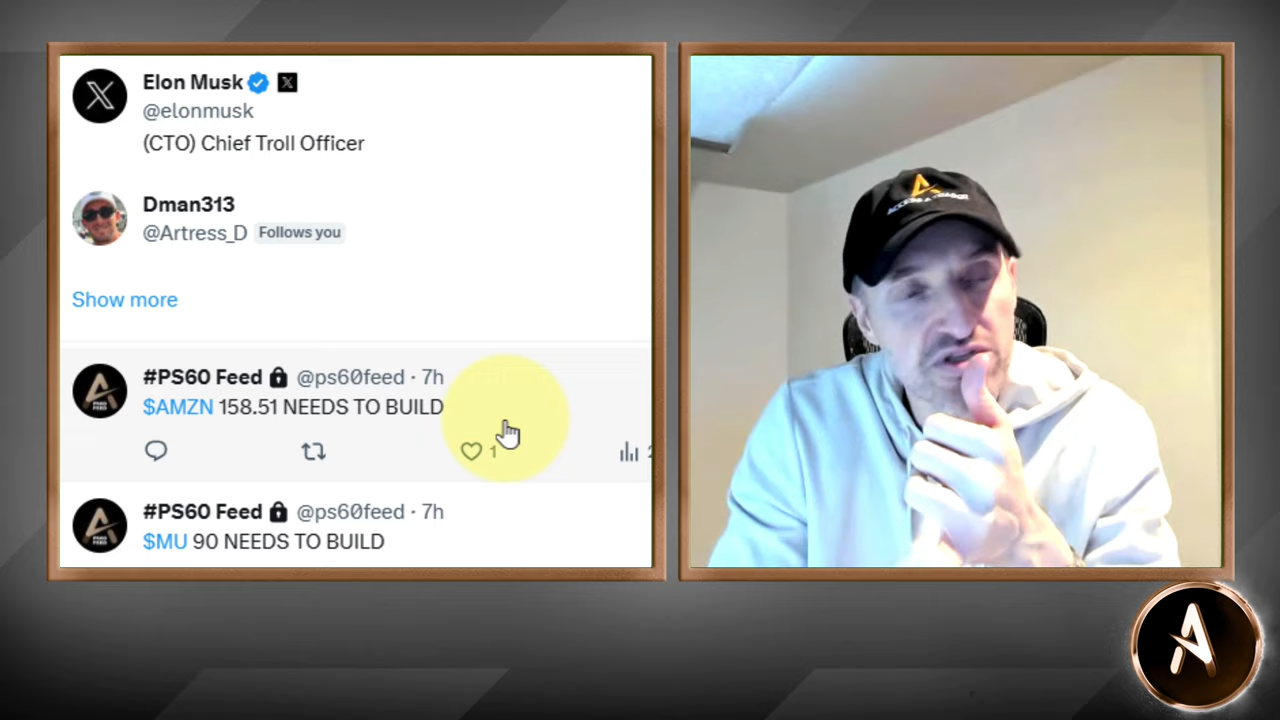 Elon Musk
@elonmusk
(CTO) Chief Troll Officer
Dman313
@Artress_D Follows you
Show more
#PS60 Feed @ps60feed · 7h
$AMZN 158.51 NEEDS TO BUILD
1
#PS60 Feed @ps60feed · 7h
$MU 90 NEEDS TO BUILD